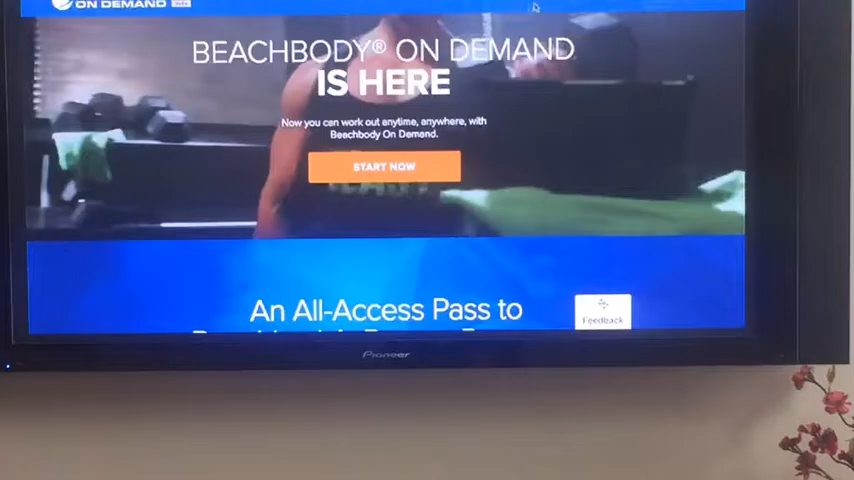 ON DEMAND
BEACHBODY® ON DEMAND
IS HERE
Now you can work out anytime, anywhere, with
Beachbody On Demand.
START NOW
An All-Access Pass to
Feedback
Pioneer